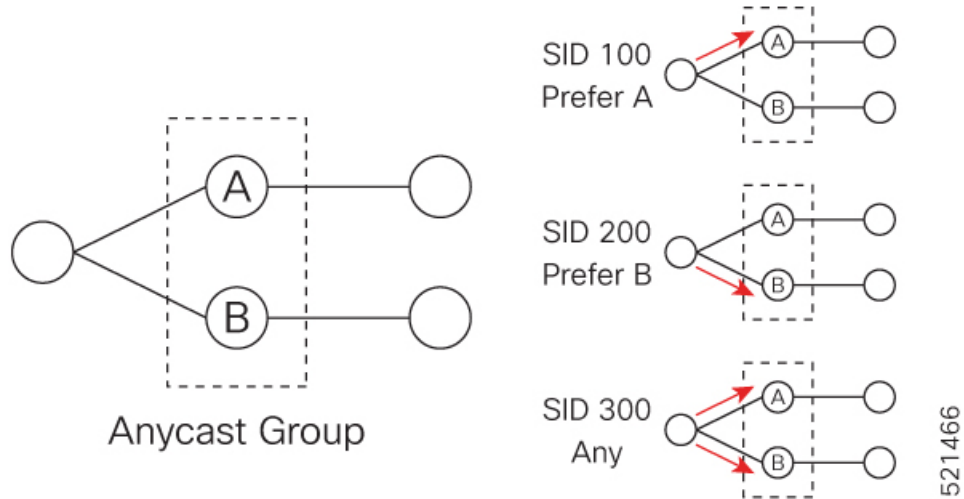 A
B
Anycast Group
SID 100
Prefer A
A
B
SID 200
Prefer B
A
B
SID 300
Any
A
B
521466